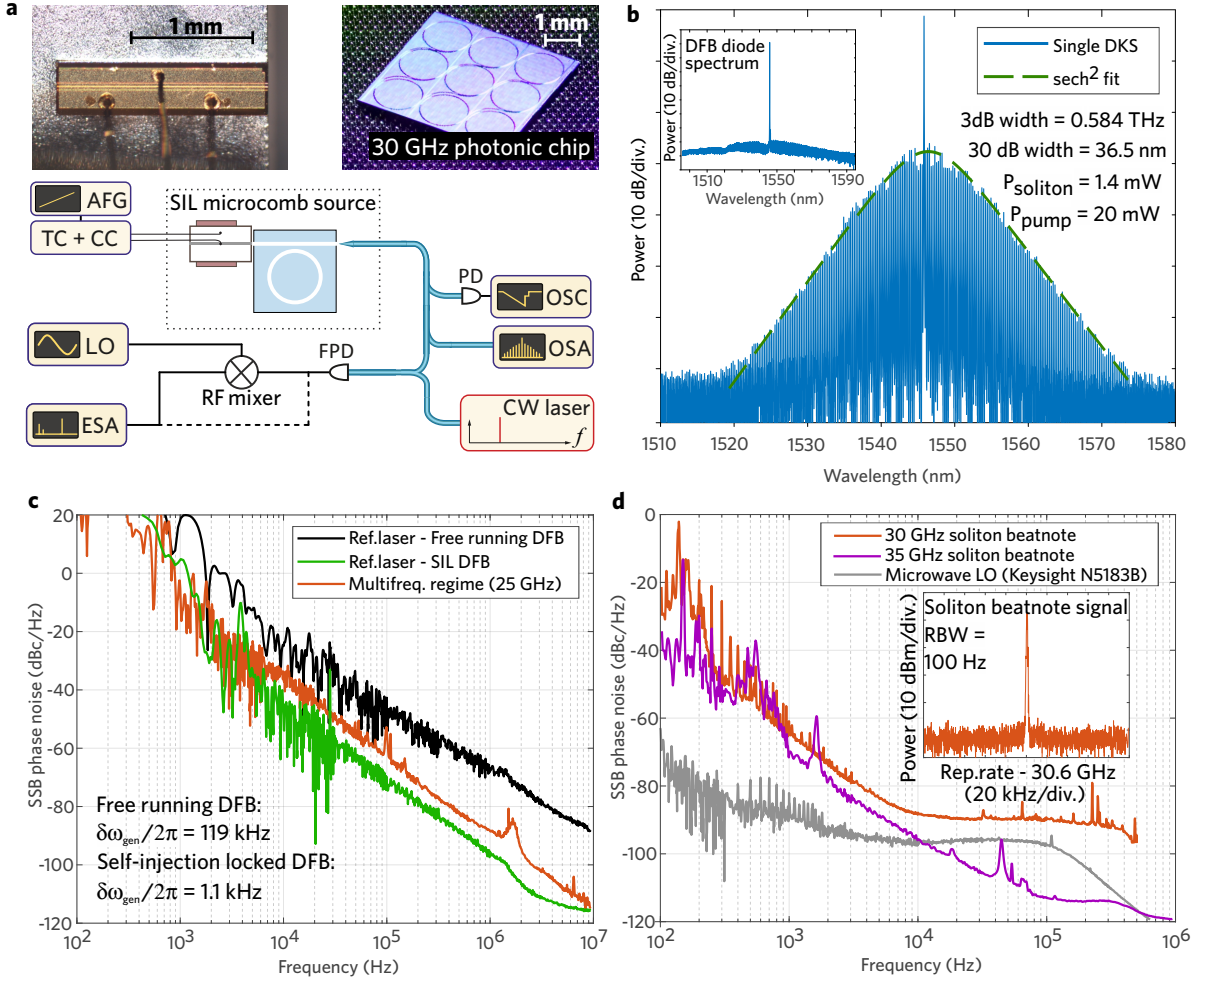 a
1 mm
1 mm
30 GHz photonic chip
AFG
TC + CC
SIL microcomb source
PD
OSC
LO
FPD
OSA
RF mixer
ESA
CW laser
f
b
DFB diode
spectrum
Power (10 dB/div.)
1510
1550
1590
Wavelength (nm)
Single DKS
sech² fit
3dB width = 0.584 THz
30 dB width = 36.5 nm
Psoliton = 1.4 mW
Ppump = 20 mW
Power (10 dB/div.)
1510
1520
1530
1540
1550
1560
1570
1580
Wavelength (nm)
c
Ref.laser - Free running DFB
Ref.laser - SIL DFB
Multifreq. regime (25 GHz)
SSB phase noise (dBc/Hz)
20
0
-20
-40
-60
-80
-100
-120
Free running DFB:
δω_gen/2π = 119 kHz
Self-injection locked DFB:
δω_gen/2π = 1.1 kHz
10²
10³
10⁴
10⁵
10⁶
10⁷
Frequency (Hz)
d
30 GHz soliton beatnote
35 GHz soliton beatnote
Microwave LO (Keysight N5183B)
SSB phase noise (dBc/Hz)
0
-20
-40
-60
-80
-100
-120
Soliton beatnote signal
RBW =
100 Hz
Power (10 dBm/div.)
Rep.rate - 30.6 GHz
(20 kHz/div.)
10²
10³
10⁴
10⁵
10⁶
Frequency (Hz)